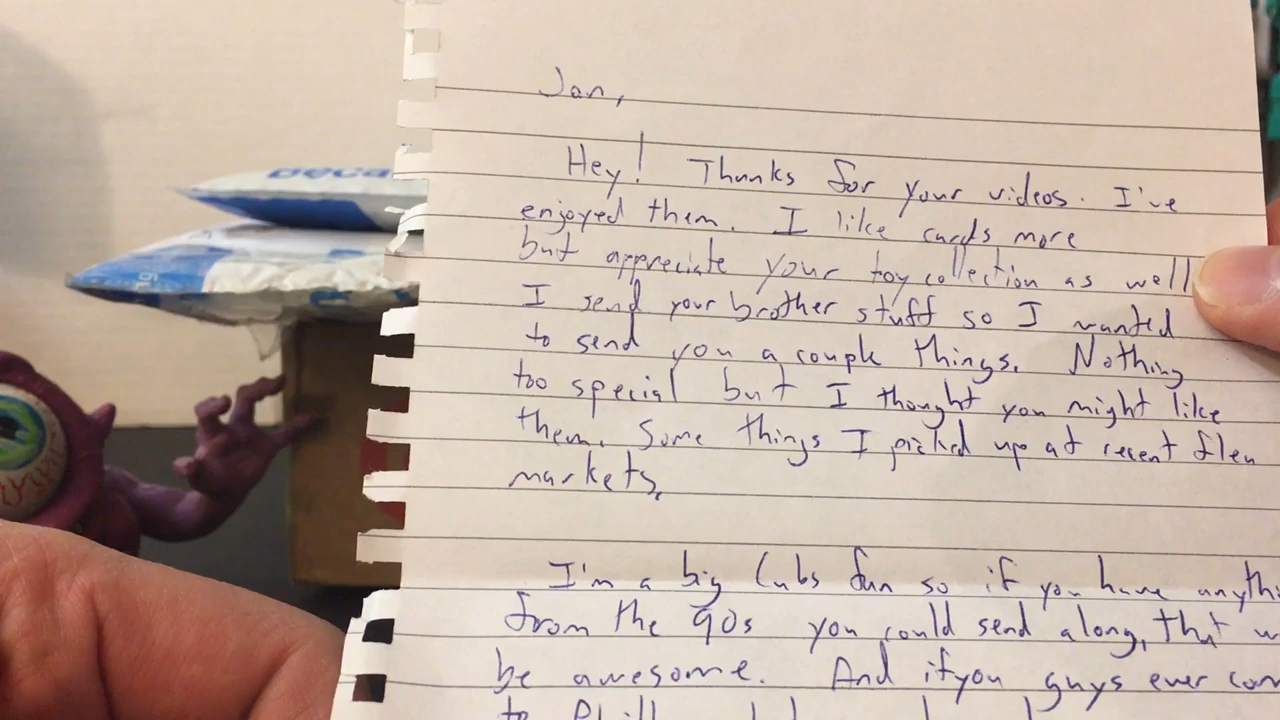 Jan,
Hey! Thanks for your videos. I've
enjoyed them. I like cards more
but appreciate your toy collection as well
I send your brother stuff so I wanted
to send you a couple things. Nothing
too special but I thought you might like
them. Some things I picked up at recent flea
markets.
I'm a big Cubs fan so if you have anythi
from the 90s you could send along, that w
be awesome. And if you guys ever com
to